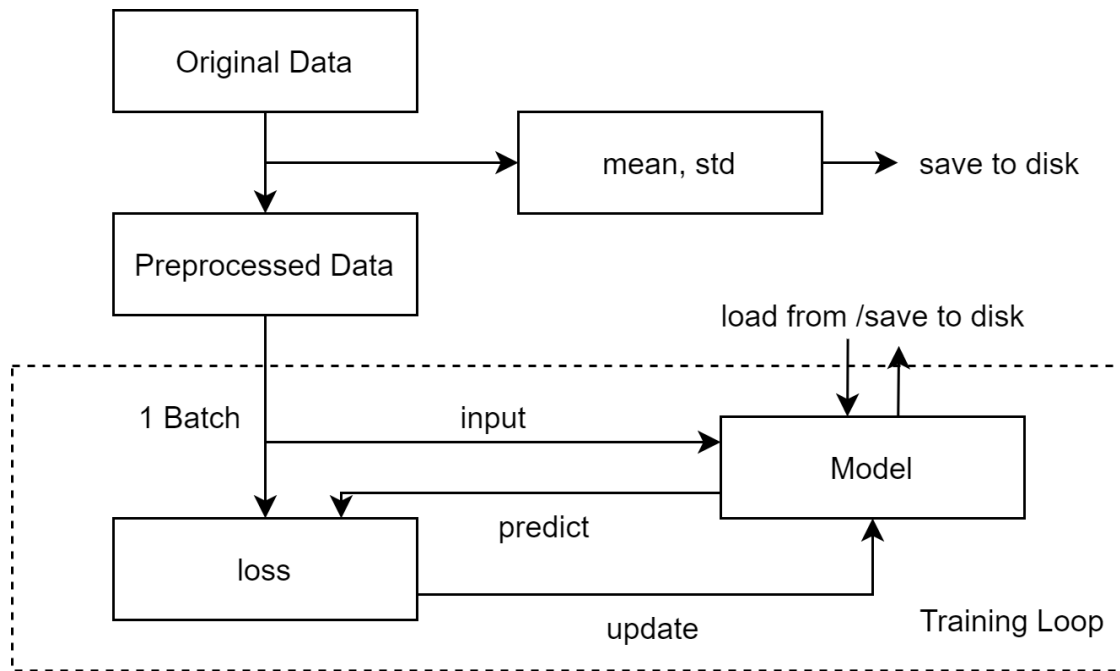 Original Data
mean, std
save to disk
Preprocessed Data
load from /save to disk
1 Batch
input
Model
predict
loss
update
Training Loop